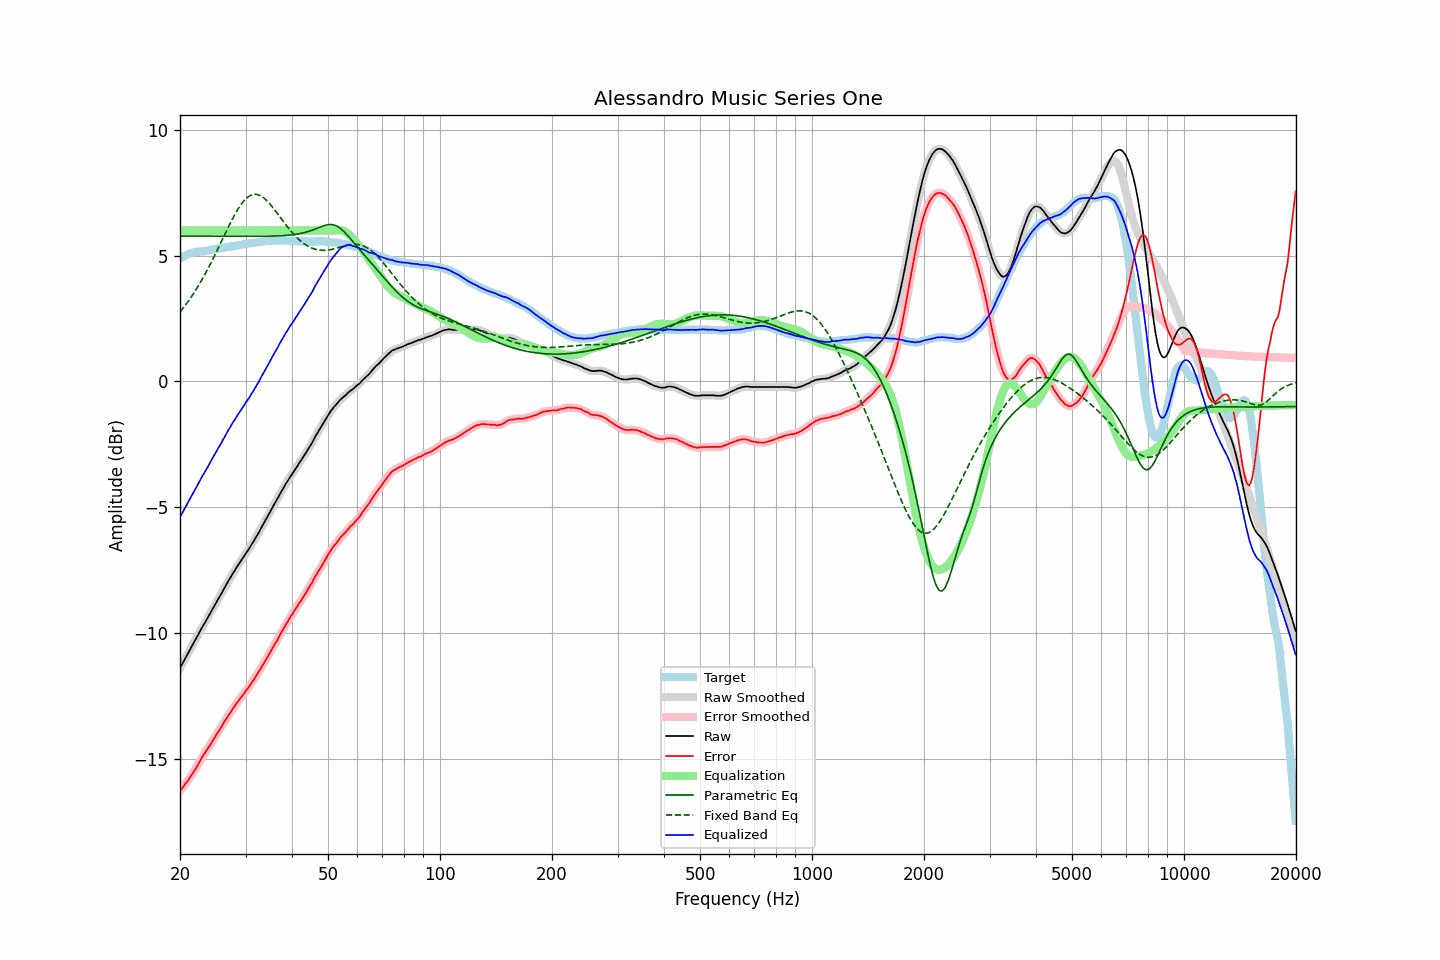 Alessandro Music Series One
10
5
0
−5
−10
−15
Amplitude (dBr)
Target
Raw Smoothed
Error Smoothed
Raw
Error
Equalization
Parametric Eq
Fixed Band Eq
Equalized
20 50 100 200 500 1000 2000 5000 10000 20000
Frequency (Hz)